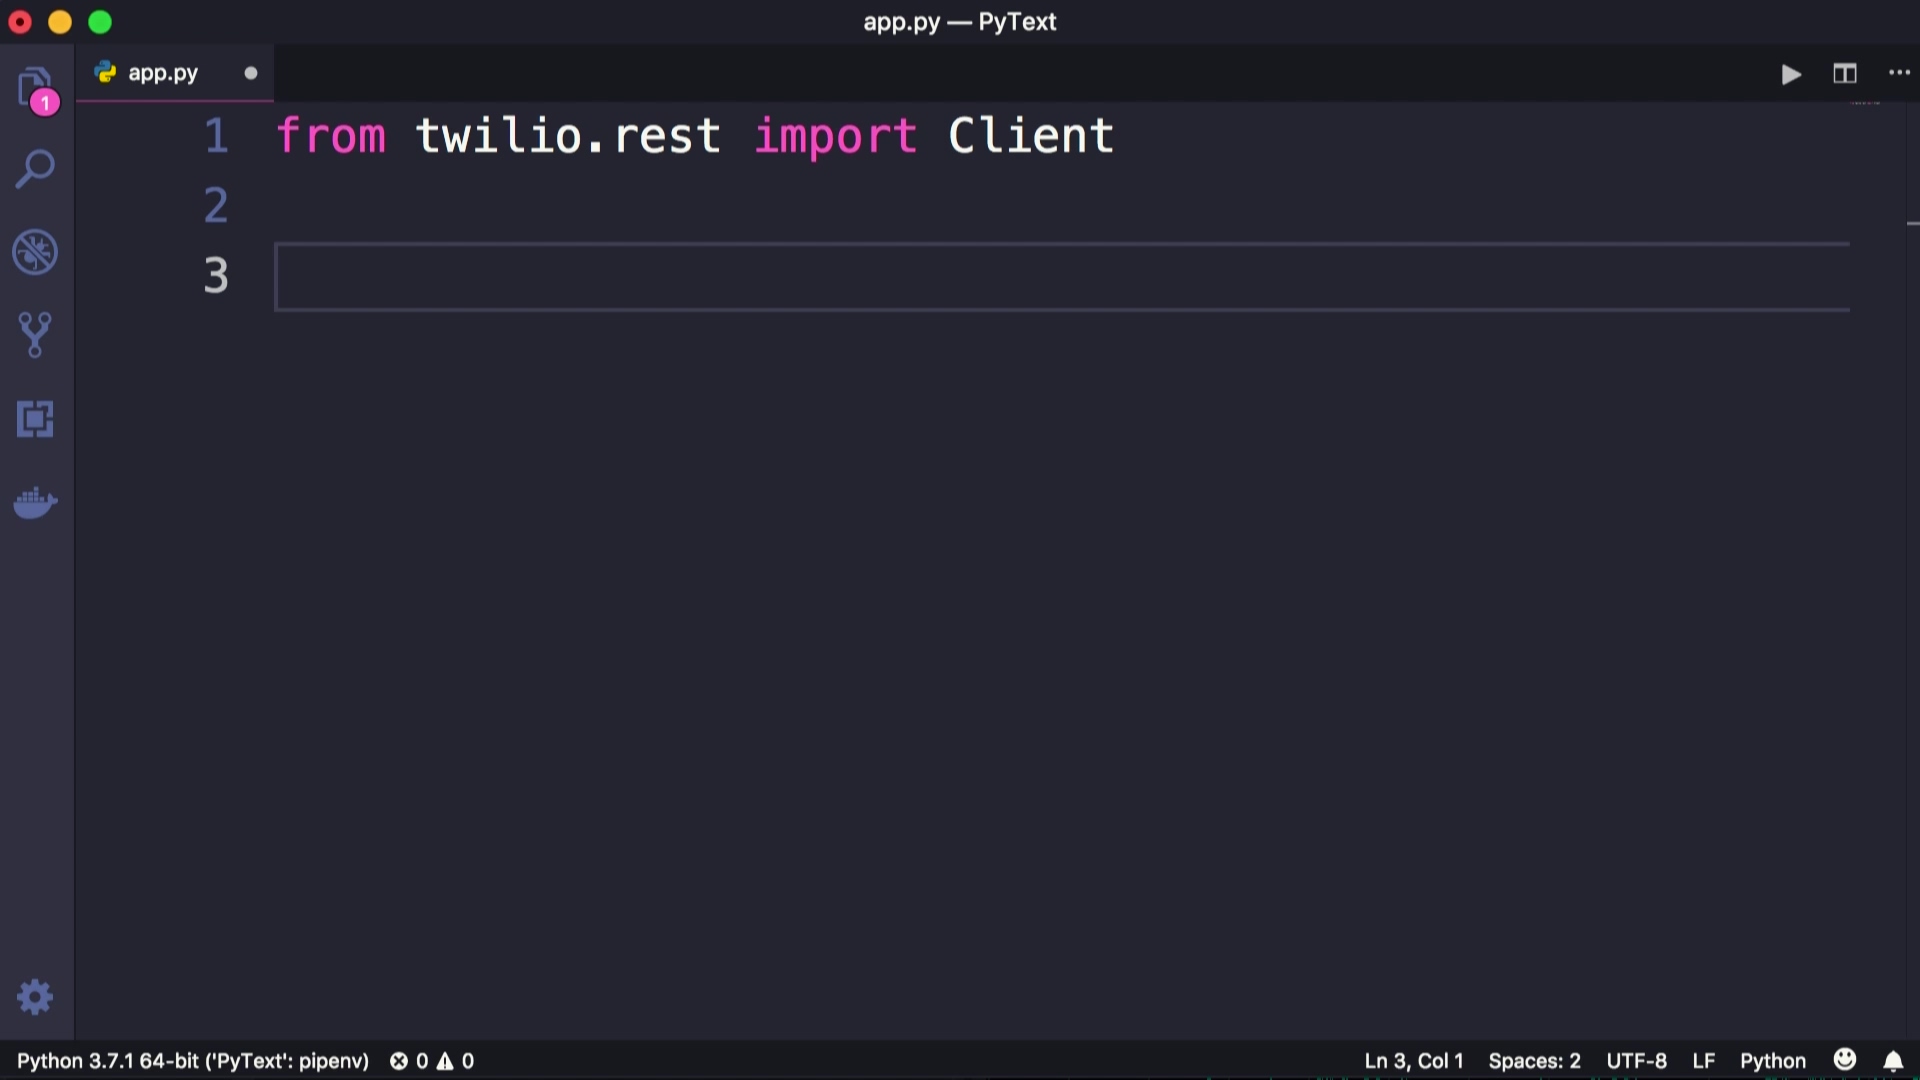 app.py — PyText
app.py
1
1 from twilio.rest import Client
2
3
Python 3.7.1 64-bit ('PyText': pipenv) 0 0 Ln 3, Col 1 Spaces: 2 UTF-8 LF Python